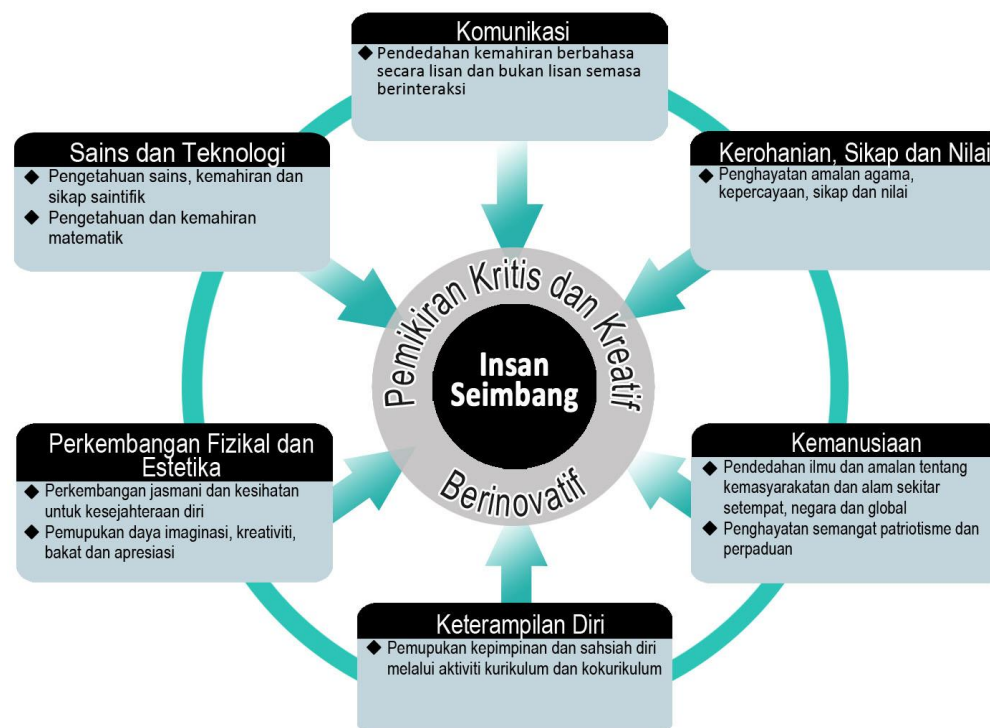 Komunikasi
◆ Pendedahan kemahiran berbahasa
secara lisan dan bukan lisan semasa
berinteraksi
Kerohanian, Sikap dan Nilai
◆ Penghayatan amalan agama,
kepercayaan, sikap dan nilai
Kemanusiaan
◆ Pendedahan ilmu dan amalan tentang
kemasyarakatan dan alam sekitar
setempat, negara dan global
◆ Penghayatan semangat patriotisme dan
perpaduan
Keterampilan Diri
◆ Pemupukan kepimpinan dan sahsiah diri
melalui aktiviti kurikulum dan kokurikulum
Perkembangan Fizikal dan
Estetika
◆ Perkembangan jasmani dan kesihatan
untuk kesejahteraan diri
◆ Pemupukan daya imaginasi, kreativiti,
bakat dan apresiasi
Sains dan Teknologi
◆ Pengetahuan sains, kemahiran dan
sikap saintifik
◆ Pengetahuan dan kemahiran
matematik
Pemikiran Kritis dan Kreatif
Insan
Seimbang
Berinovatif